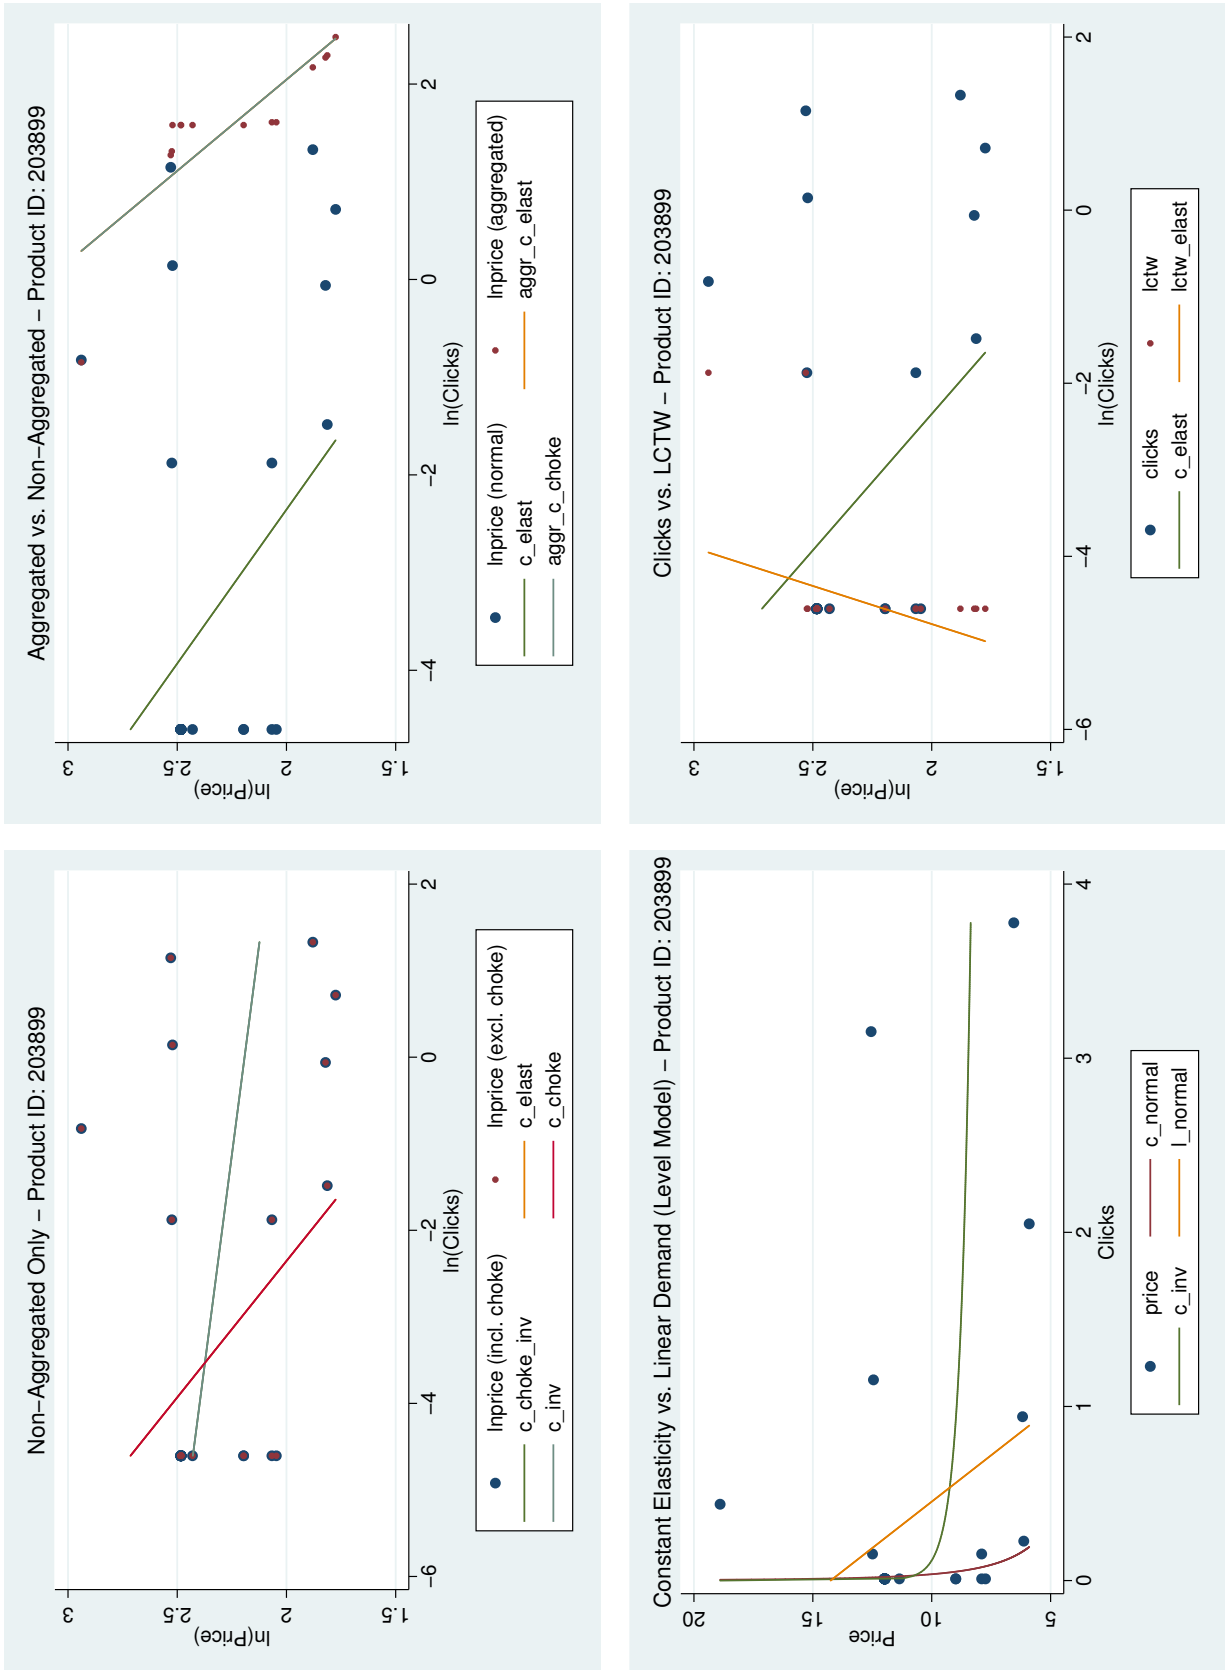 Non−Aggregated Only − Product ID: 203899
ln(Price)
3
2.5
2
1.5
−6
−4
−2
0
2
ln(Clicks)
lnprice (incl. choke)
lnprice (excl. choke)
c_choke_inv
c_elast
c_inv
c_choke
Aggregated vs. Non−Aggregated − Product ID: 203899
ln(Price)
3
2.5
2
1.5
−4
−2
0
2
ln(Clicks)
lnprice (normal)
lnprice (aggregated)
c_elast
aggr_c_elast
aggr_c_choke
Constant Elasticity vs. Linear Demand (Level Model) − Product ID: 203899
Price
20
15
10
5
0
1
2
3
4
Clicks
price
c_normal
c_inv
l_normal
Clicks vs. LCTW − Product ID: 203899
ln(Price)
3
2.5
2
1.5
−6
−4
−2
0
2
ln(Clicks)
clicks
lctw
c_elast
lctw_elast